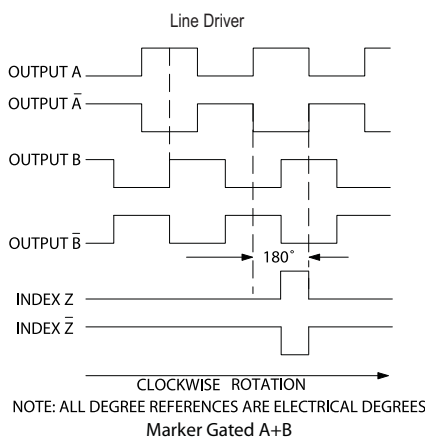 Line Driver
OUTPUT A
OUTPUT A̅
OUTPUT B
OUTPUT B̅
180°
INDEX Z
INDEX Z̅
CLOCKWISE ROTATION
NOTE: ALL DEGREE REFERENCES ARE ELECTRICAL DEGREES
Marker Gated A+B